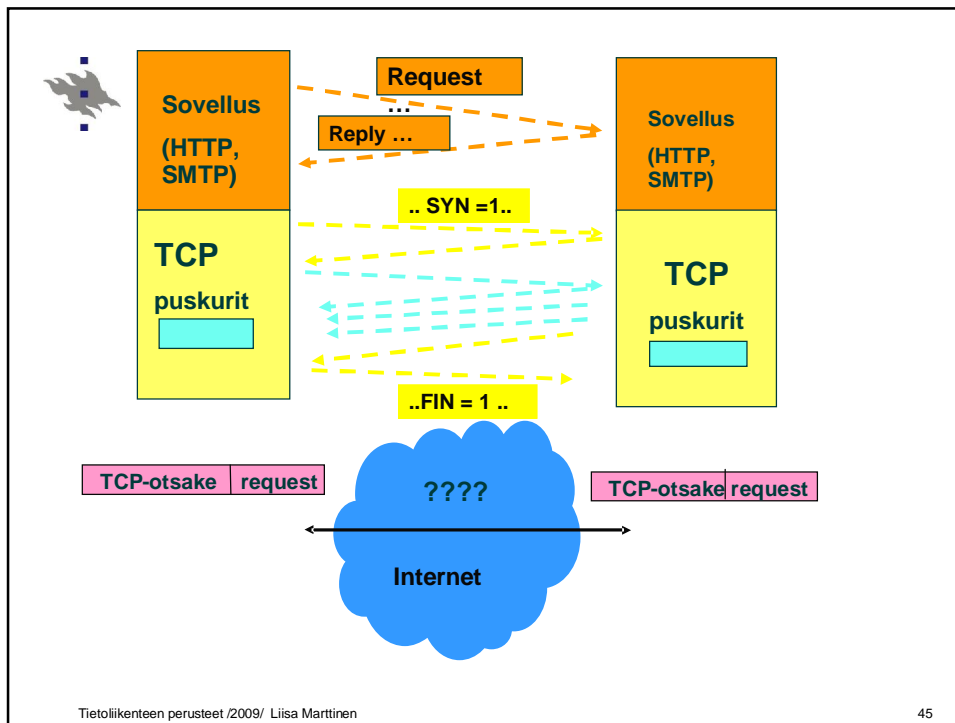 Request
...
Reply ...
Sovellus
(HTTP,
SMTP)
Sovellus
(HTTP,
SMTP)
.. SYN =1..
TCP
puskurit
TCP
puskurit
..FIN = 1 ..
TCP-otsake request
????
TCP-otsake request
Internet
Tietoliikenteen perusteet /2009/ Liisa Marttinen
45